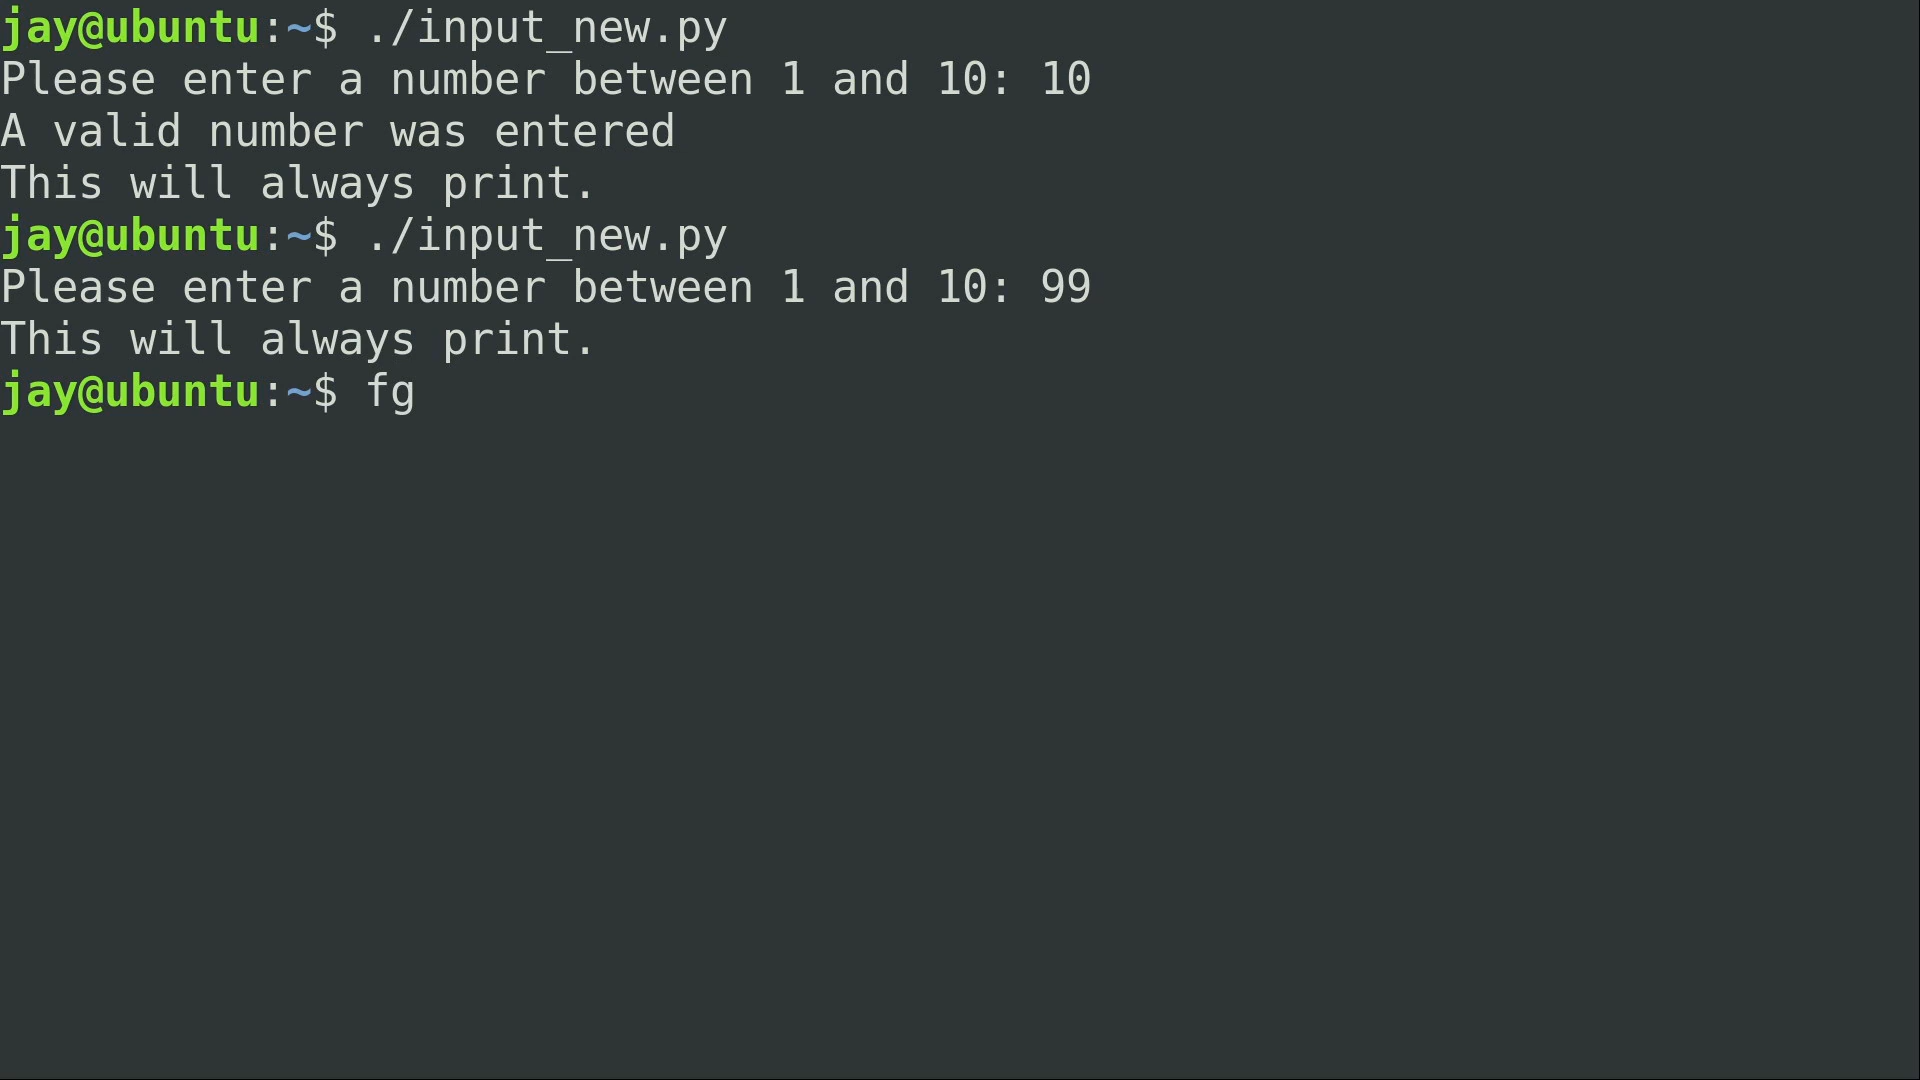 jay@ubuntu:~$ ./input_new.py
Please enter a number between 1 and 10: 10
A valid number was entered
This will always print.
jay@ubuntu:~$ ./input_new.py
Please enter a number between 1 and 10: 99
This will always print.
jay@ubuntu:~$ fg